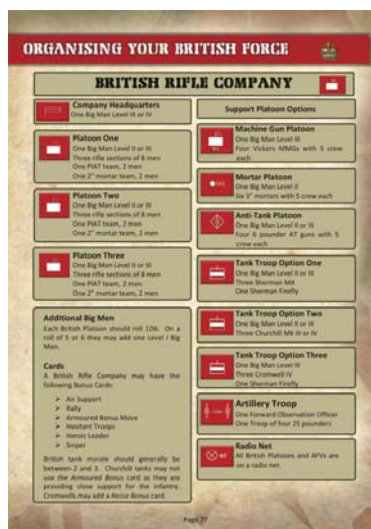 ORGANISING YOUR BRITISH FORCE
BRITISH RIFLE COMPANY
Company Headquarters
One Big Man Level III or IV
Platoon One
One Big Man Level II or III
Three rifle sections of 8 men
One PIAT team, 2 men
One 2" mortar team, 2 men
Platoon Two
One Big Man Level II or III
Three rifle sections of 8 men
One PIAT team, 2 men
One 2" mortar team, 2 men
Platoon Three
One Big Man Level II or III
Three rifle sections of 8 men
One PIAT team, 2 men
One 2" mortar team, 2 men
Additional Big Men
Each British Platoon should roll 1D6. On a
roll of 5 or 6 they may add one Level I Big
Man.
Cards
A British Rifle Company may have the
following Bonus Cards:
Air Support
Rally
Armoured Bonus Move
Hesitant Troops
Heroic Leader
Sniper
British tank morale should generally be
between 2 and 3. Churchill tanks may not
use the Armoured Bonus card as they are
providing close support for the infantry.
Cromwells may add a Recce Bonus card.
Support Platoon Options
Machine Gun Platoon
One Big Man Level III
Four Vickers MMGs with 5 crew
each
Mortar Platoon
One Big Man Level II
Six 3" mortars with 5 crew each
Anti-Tank Platoon
One Big Man Level II or III
Four 6 pounder AT guns with 5
crew each
Tank Troop Option One
One Big Man Level II or III
Three Sherman Mk
One Sherman Firefly
Tank Troop Option Two
One Big Man Level II or III
Three Churchill Mk III or IV
Tank Troop Option Three
One Big Man Level II or III
Three Cromwell IV
One Sherman Firefly
Artillery Troop
One Forward Observation Officer
One Troop of four 25 pounders
Radio Net
All British Platoons and AFVs are
on a radio net.